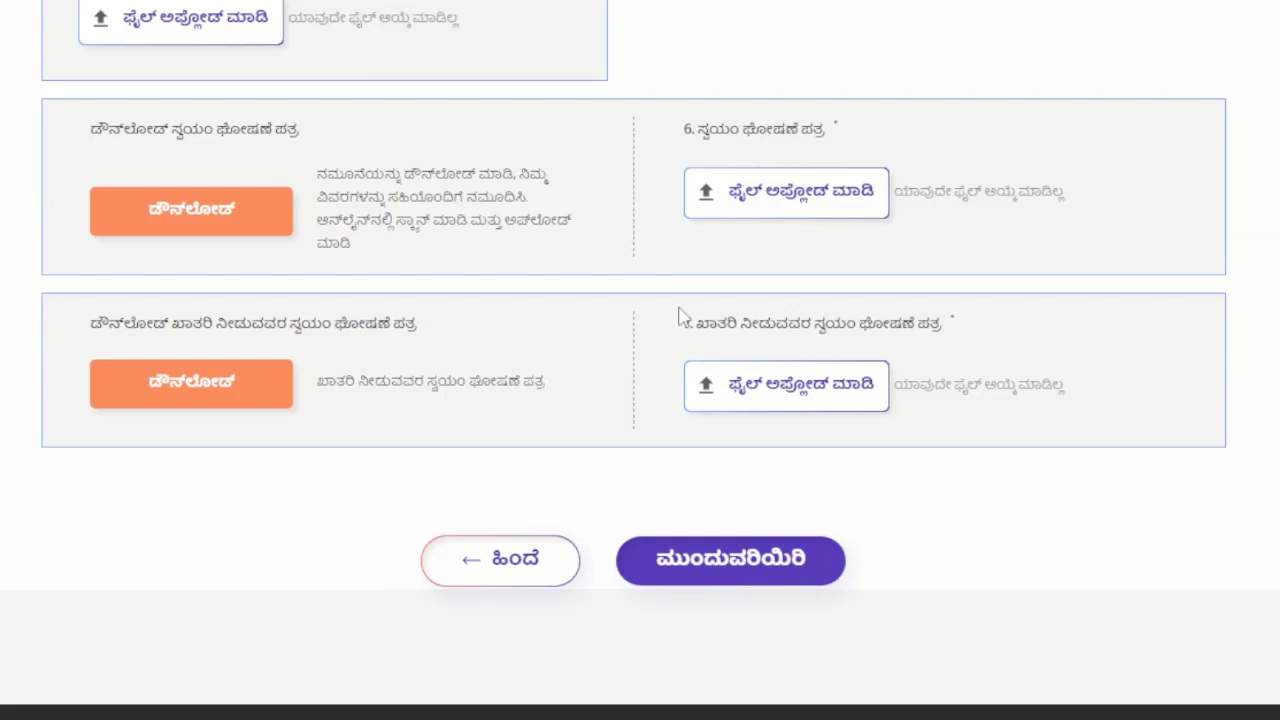 ಫೈಲ್ ಅಪ್ಲೋಡ್ ಮಾಡಿ ಯಾವುದೇ ಫೈಲ್ ಆಯ್ಕೆ ಮಾಡಿಲ್ಲ
ಡೌನ್‌ಲೋಡ್ ಸ್ವಯಂ ಘೋಷಣೆ ಪತ್ರ
ಡೌನ್‌ಲೋಡ್
ನಮೂನೆಯನ್ನು ಡೌನ್‌ಲೋಡ್ ಮಾಡಿ, ನಿಮ್ಮ
ವಿವರಗಳನ್ನು ಸಹಿಯೊಂದಿಗೆ ನಮೂದಿಸಿ.
ಆನ್‌ಲೈನ್‌ನಲ್ಲಿ ಸ್ಕ್ಯಾನ್ ಮಾಡಿ ಮತ್ತು ಅಪ್‌ಲೋಡ್
ಮಾಡಿ
6. ಸ್ವಯಂ ಘೋಷಣೆ ಪತ್ರ *
ಫೈಲ್ ಅಪ್ಲೋಡ್ ಮಾಡಿ ಯಾವುದೇ ಫೈಲ್ ಆಯ್ಕೆ ಮಾಡಿಲ್ಲ
ಡೌನ್‌ಲೋಡ್ ಖಾತರಿ ನೀಡುವವರ ಸ್ವಯಂ ಘೋಷಣೆ ಪತ್ರ
ಡೌನ್‌ಲೋಡ್ ಖಾತರಿ ನೀಡುವವರ ಸ್ವಯಂ ಘೋಷಣೆ ಪತ್ರ
ಖಾತರಿ ನೀಡುವವರ ಸ್ವಯಂ ಘೋಷಣೆ ಪತ್ರ *
ಫೈಲ್ ಅಪ್ಲೋಡ್ ಮಾಡಿ ಯಾವುದೇ ಫೈಲ್ ಆಯ್ಕೆ ಮಾಡಿಲ್ಲ
← ಹಿಂದೆ ಮುಂದುವರಿಯಿರಿ